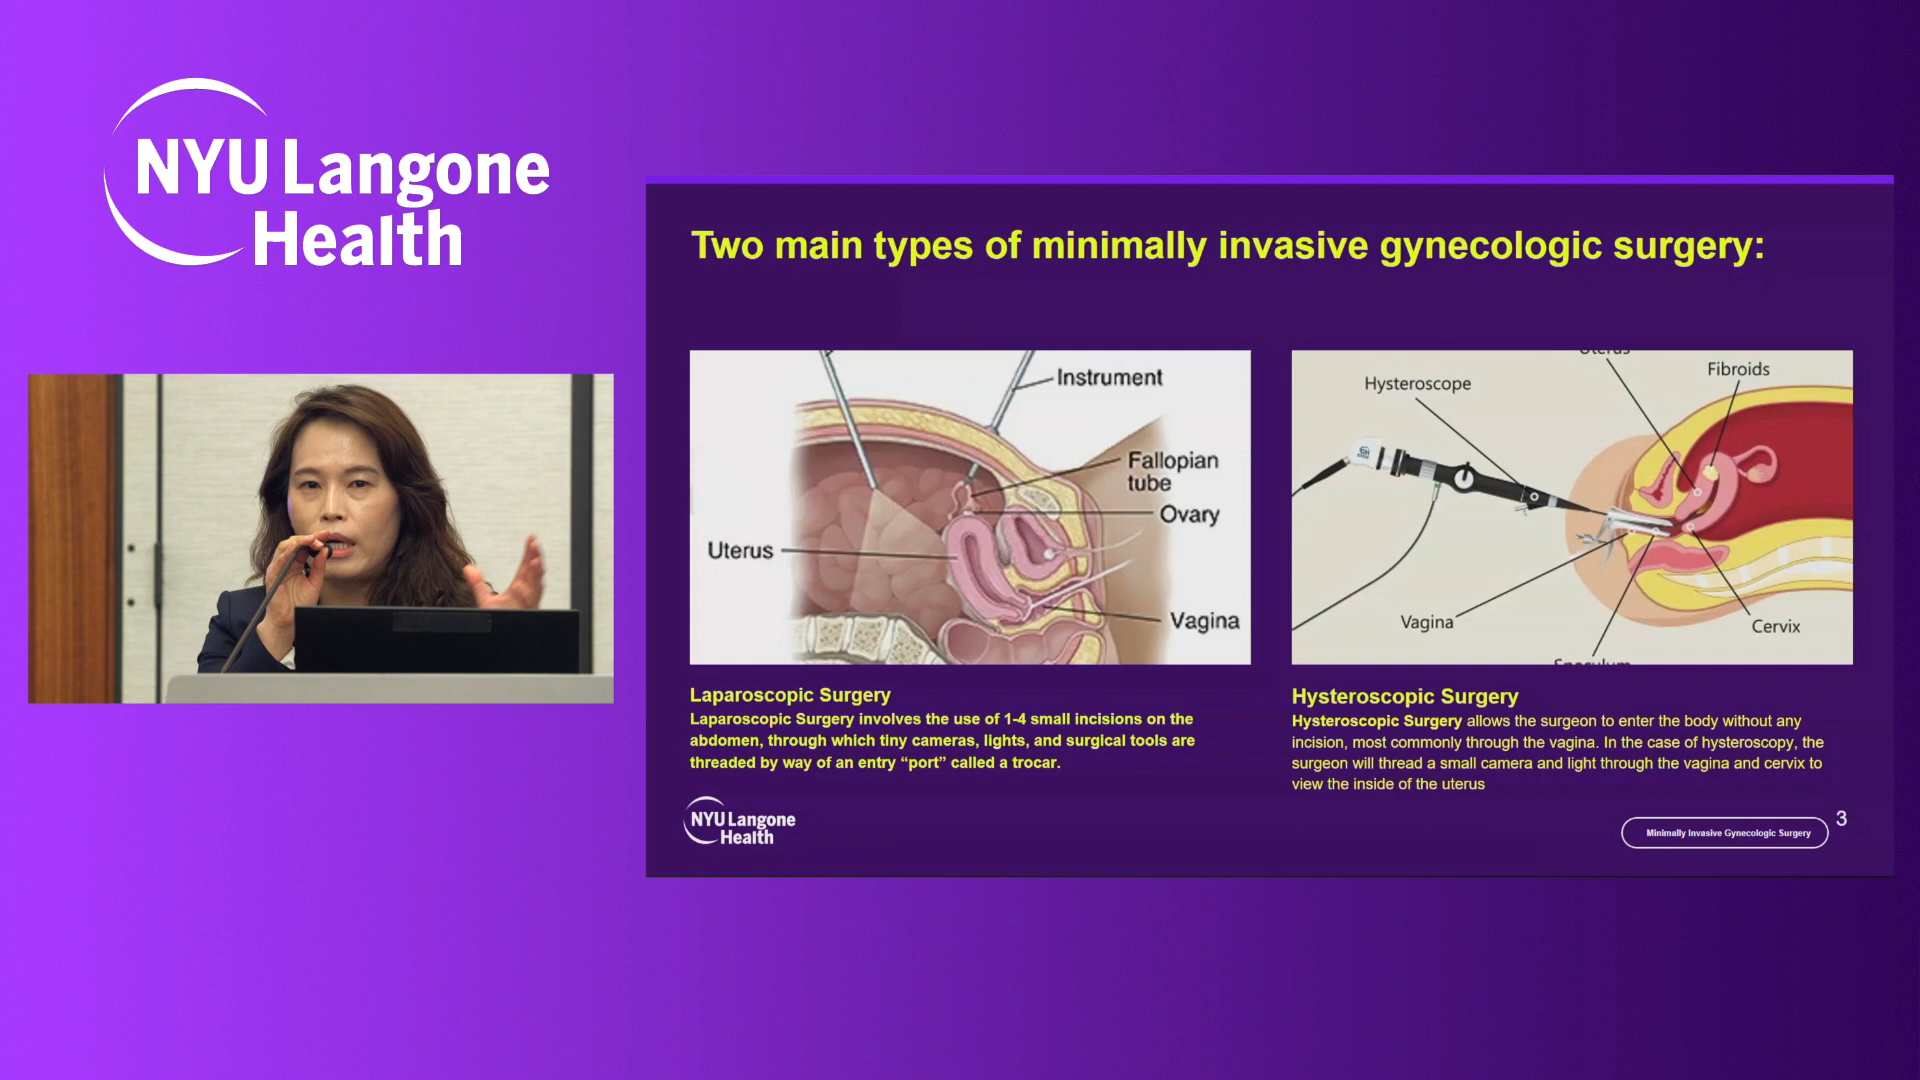 NYU Langone
Health
Two main types of minimally invasive gynecologic surgery:
Instrument
Fallopian
tube
Ovary
Uterus
Vagina
Uterus
Fibroids
Hysteroscope
Vagina
Cervix
Speculum
Laparoscopic Surgery
Laparoscopic Surgery involves the use of 1-4 small incisions on the
abdomen, through which tiny cameras, lights, and surgical tools are
threaded by way of an entry “port” called a trocar.
Hysteroscopic Surgery
Hysteroscopic Surgery allows the surgeon to enter the body without any
incision, most commonly through the vagina. In the case of hysteroscopy, the
surgeon will thread a small camera and light through the vagina and cervix to
view the inside of the uterus
NYU Langone
Health
Minimally Invasive Gynecologic Surgery
3